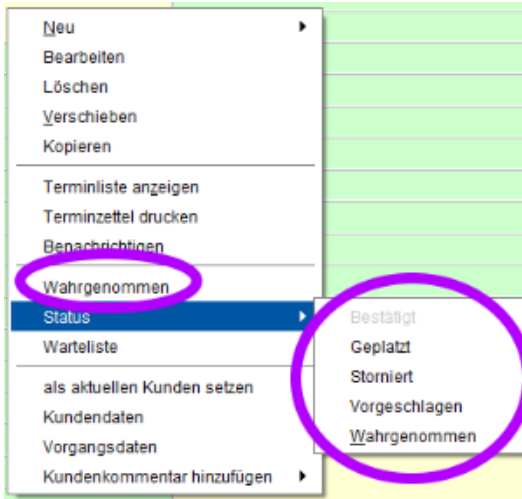 Neu
Bearbeiten
Löschen
Verschieben
Kopieren
Terminliste anzeigen
Terminzettel drucken
Benachrichtigen
Wahrgenommen
Status
Warteliste
als aktuellen Kunden setzen
Kundendaten
Vorgangsdaten
Kundenkommentar hinzufügen
Bestätigt
Geplatzt
Storniert
Vorgeschlagen
Wahrgenommen